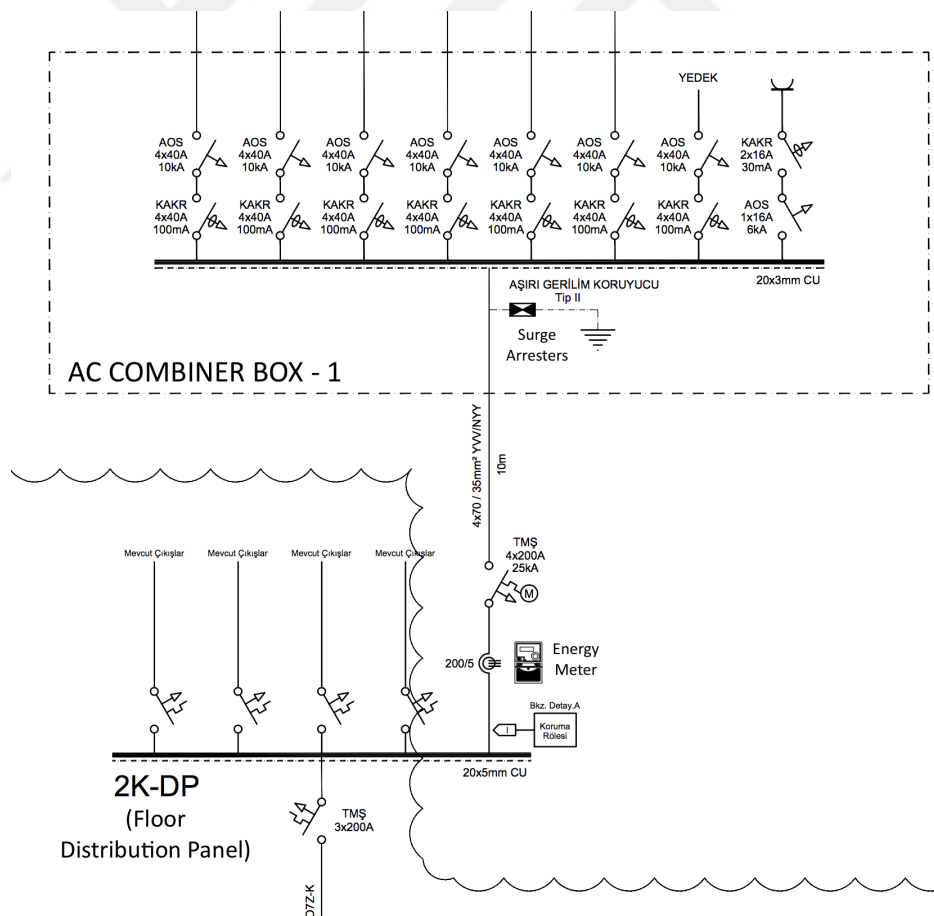 YEDEK
AOS
4x40A
10kA
AOS
4x40A
10kA
AOS
4x40A
10kA
AOS
4x40A
10kA
AOS
4x40A
10kA
AOS
4x40A
10kA
AOS
4x40A
10kA
KAKR
2x16A
30mA
KAKR
4x40A
100mA
KAKR
4x40A
100mA
KAKR
4x40A
100mA
KAKR
4x40A
100mA
KAKR
4x40A
100mA
KAKR
4x40A
100mA
KAKR
4x40A
100mA
AOS
1x16A
6kA
20x3mm CU
AŞIRI GERİLİM KORUYUCU
Tip II
Surge
Arresters
AC COMBINER BOX - 1
4x70 / 35mm² YVV/NYY
10m
TMŞ
4x200A
25kA
M
Mevcut Çıkışlar
Mevcut Çıkışlar
Mevcut Çıkışlar
Mevcut Çıkışlar
200/5
Energy
Meter
Bkz. Detay.A
I
Koruma
Rölesi
20x5mm CU
2K-DP
(Floor
Distribution Panel)
TMŞ
3x200A
07Z-K